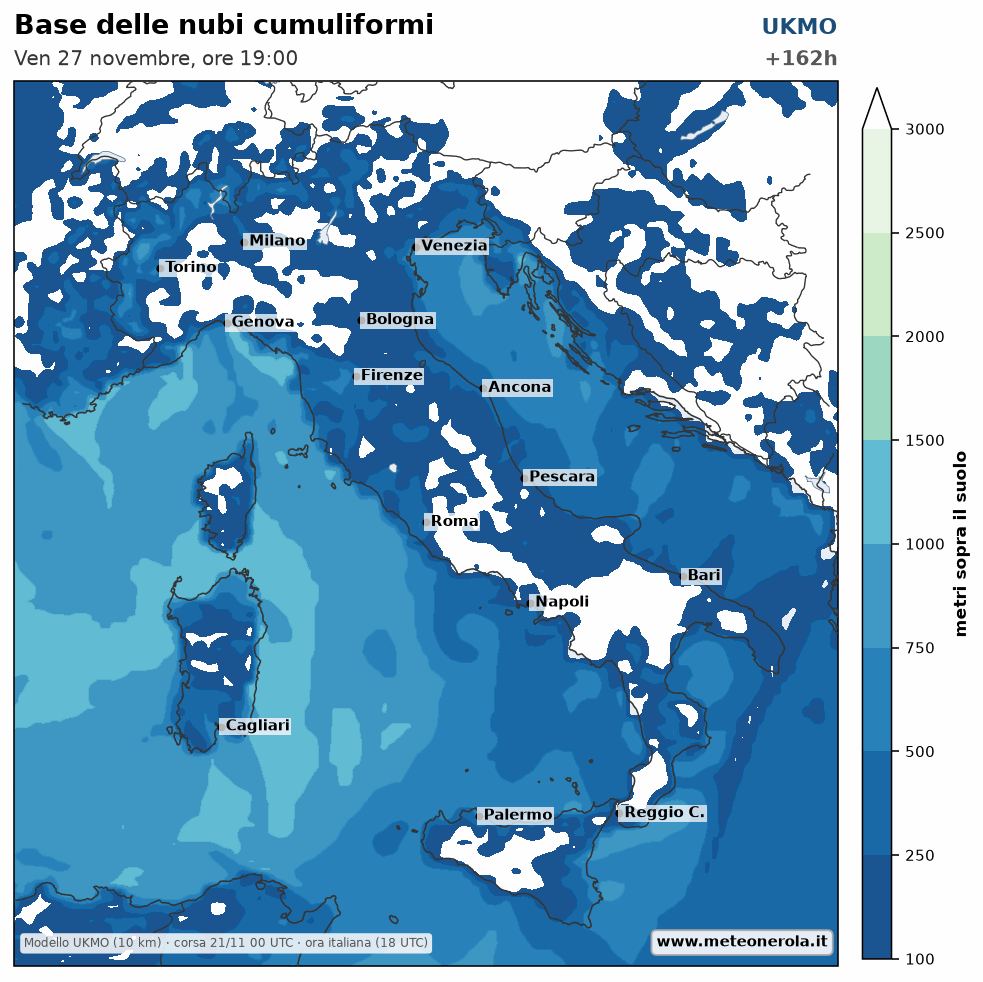 Base delle nubi cumuliformi
UKMO
Ven 27 novembre, ore 19:00
+162h
3000
2500
2000
1500
1000
750
500
250
100
metri sopra il suolo
Milano
Venezia
Torino
Genova
Bologna
Firenze
Ancona
Pescara
Roma
Bari
Napoli
Cagliari
Palermo
Reggio C.
Modello UKMO (10 km) · corsa 21/11 00 UTC · ora italiana (18 UTC)
www.meteonerola.it